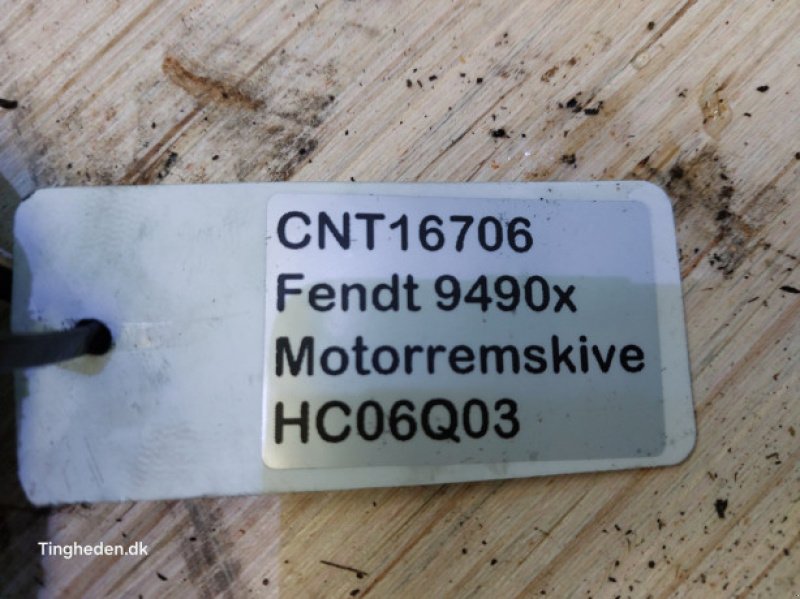 CNT16706
Fendt 9490x
Motorremskive
HC06Q03
Tingheden.dk